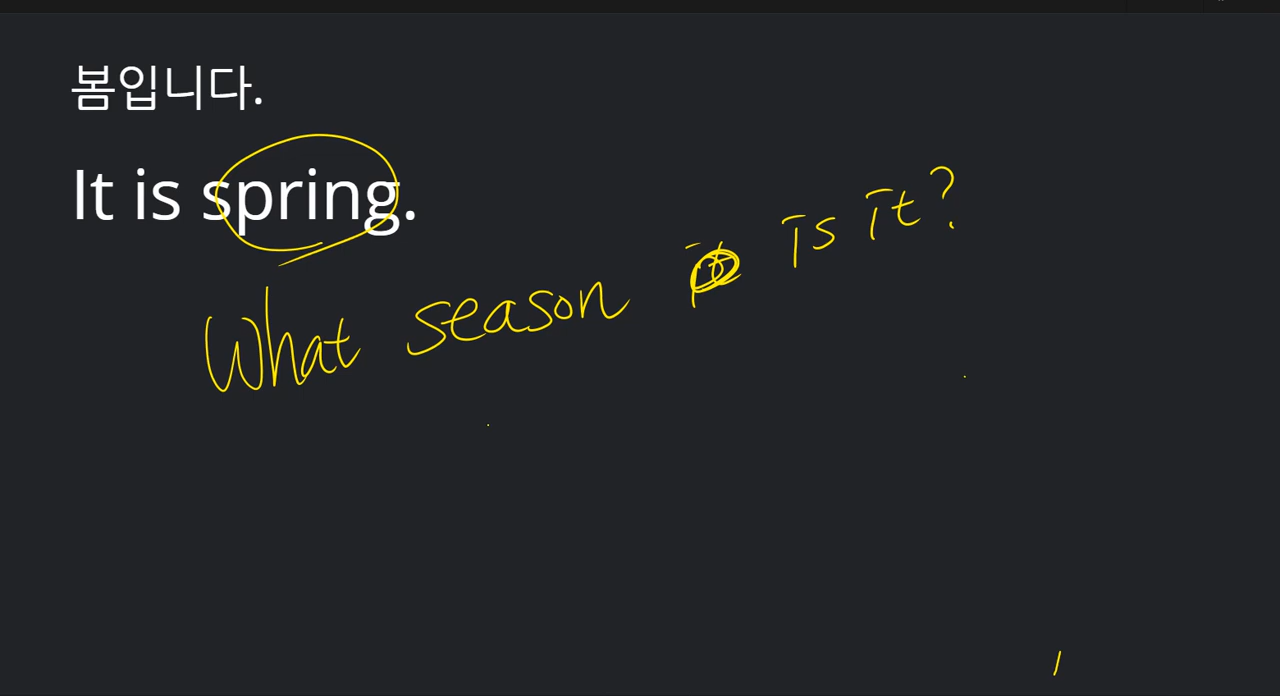 봄입니다.
It is spring.
What season is it?